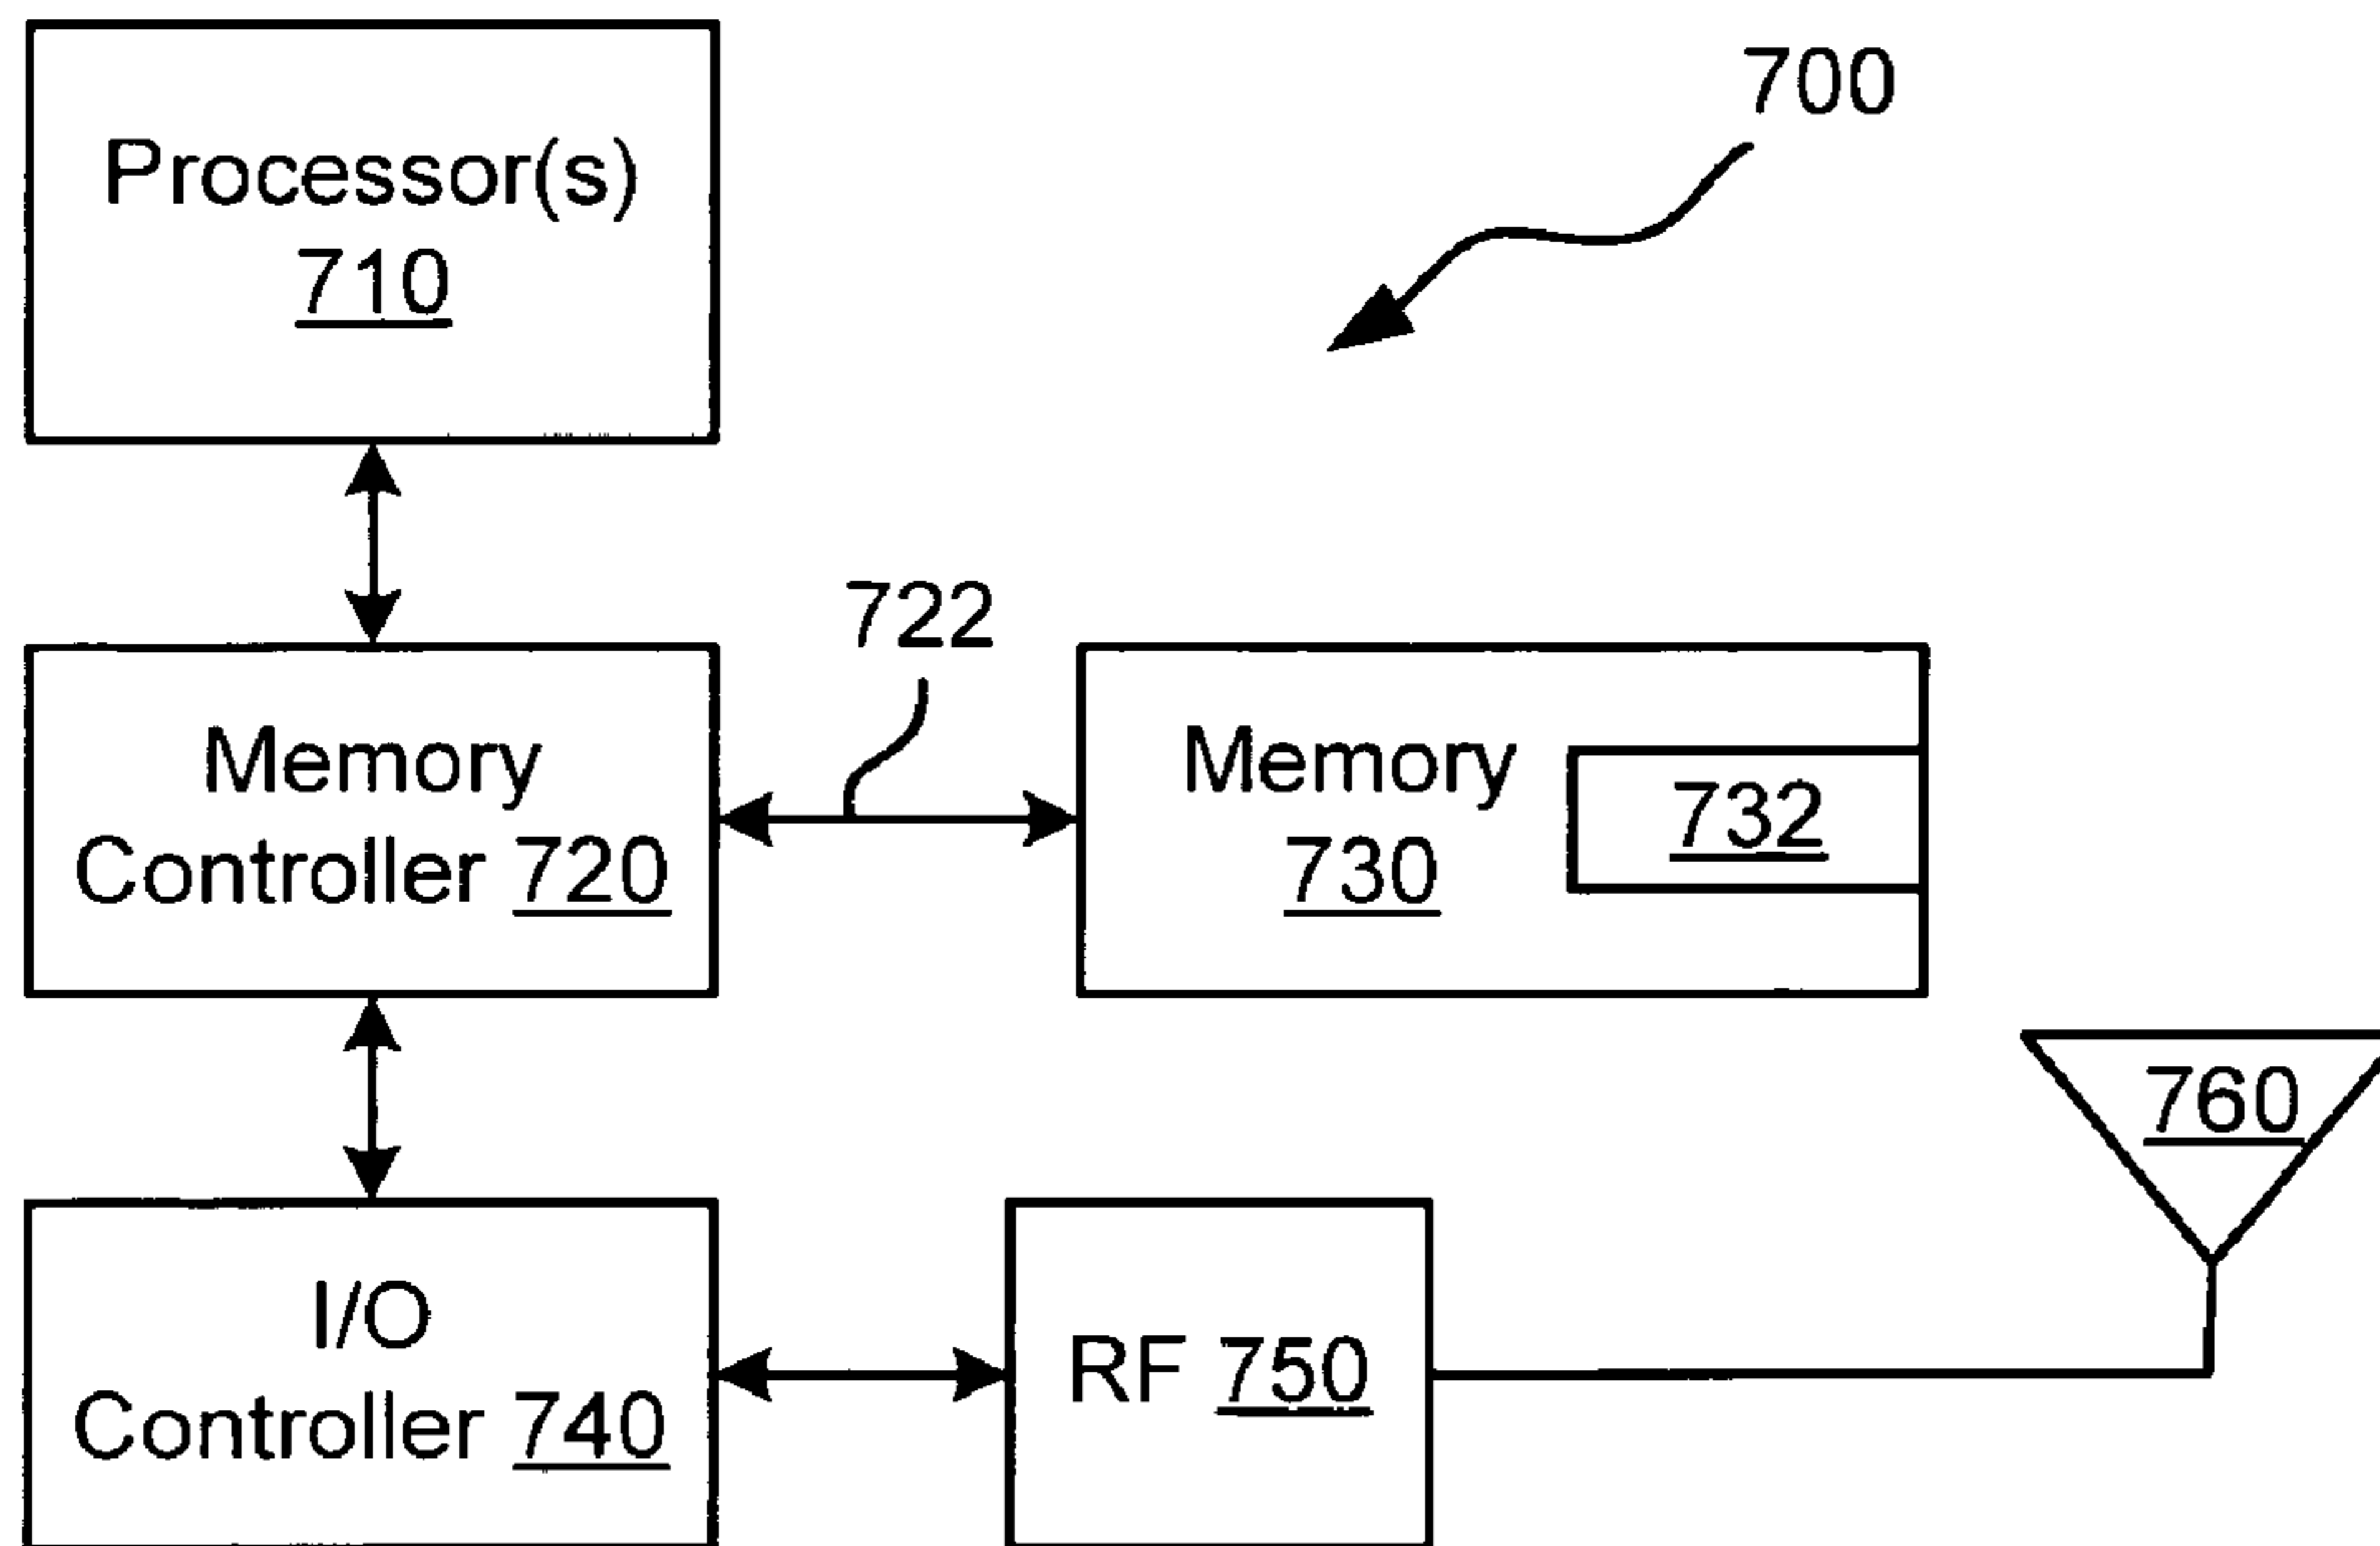 700
Processor(s)
710
722
Memory
Controller 720
Memory
730
732
760
I/O
Controller 740
RF 750